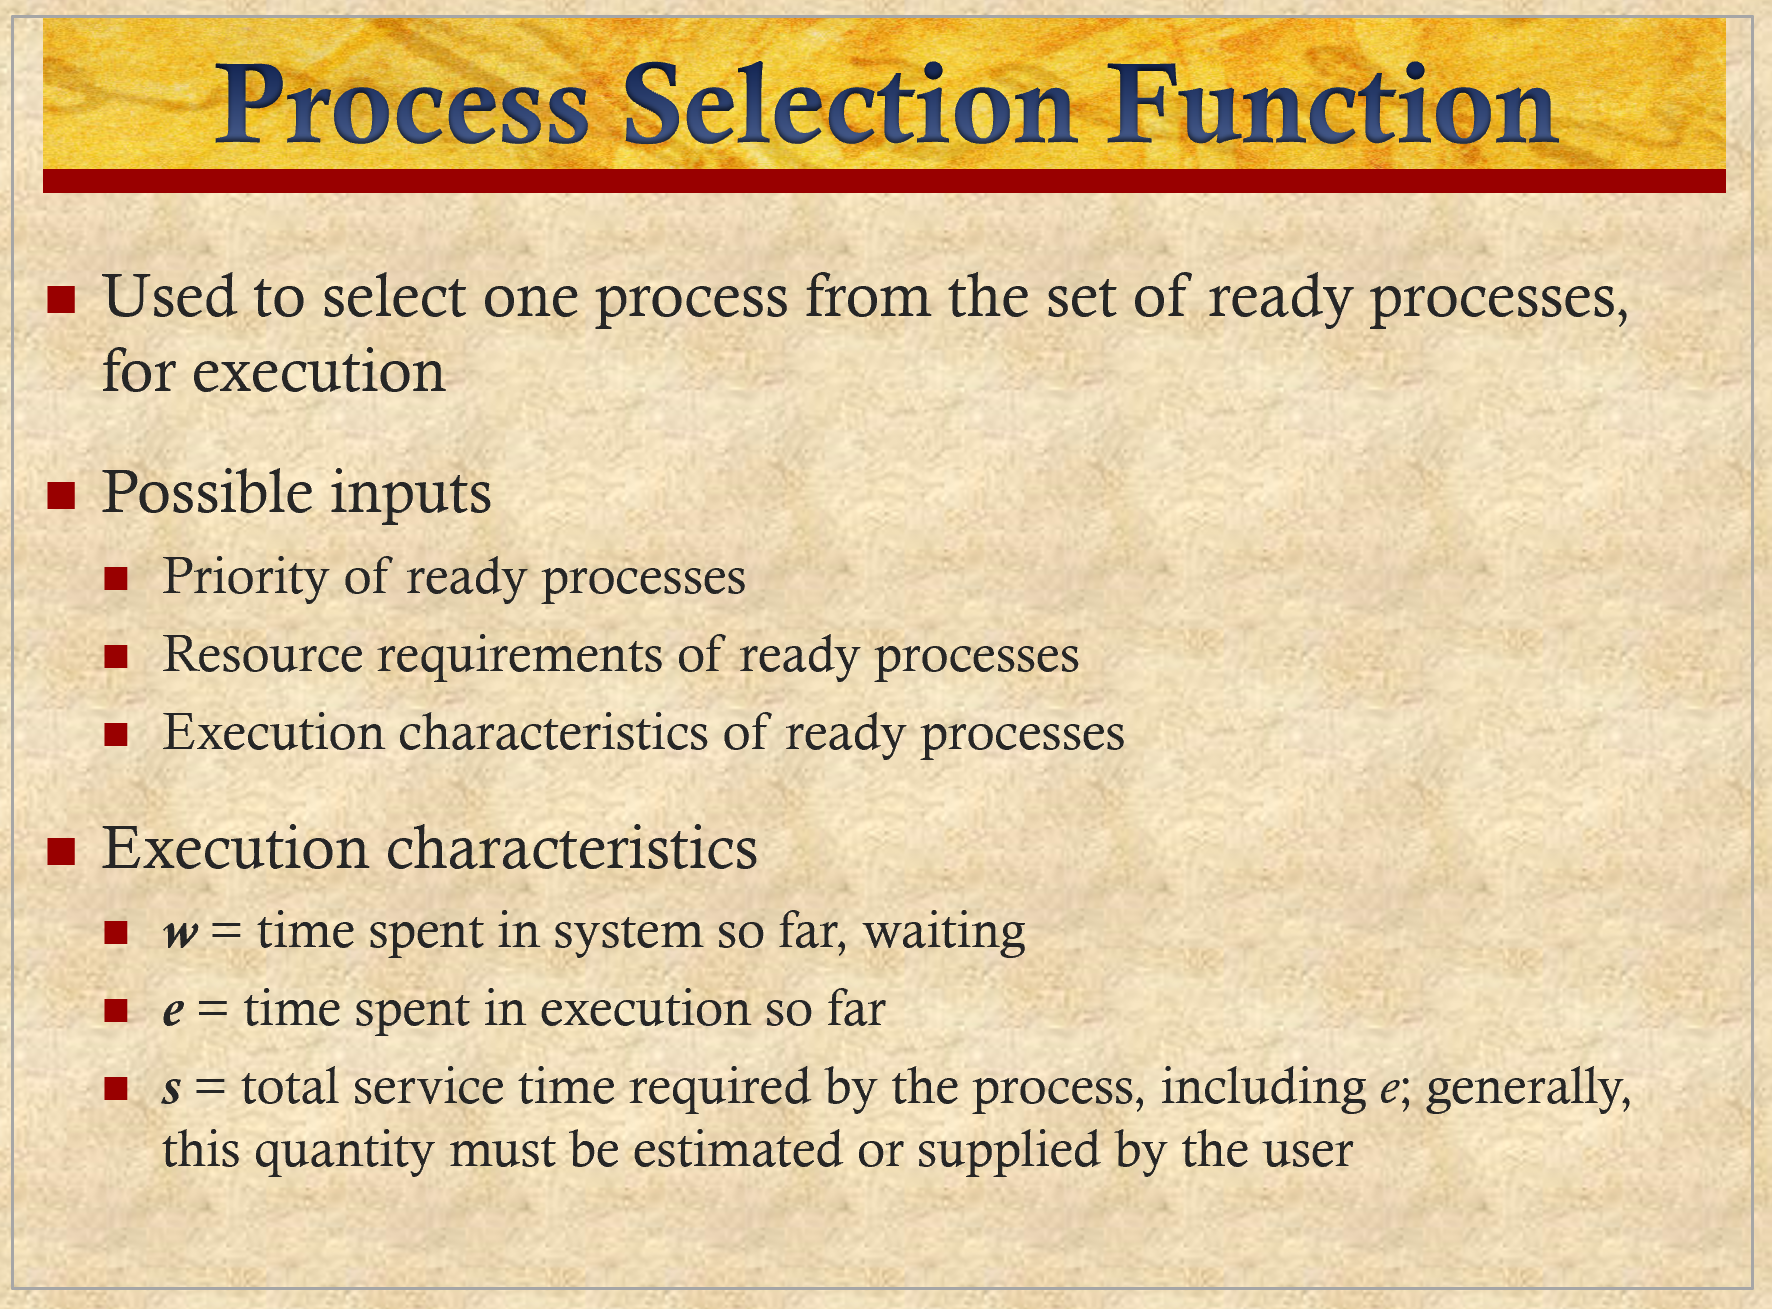 Process Selection Function
Used to select one process from the set of ready processes,
for execution
Possible inputs
Priority of ready processes
Resource requirements of ready processes
Execution characteristics of ready processes
Execution characteristics
w = time spent in system so far, waiting
e = time spent in execution so far
s = total service time required by the process, including e; generally,
this quantity must be estimated or supplied by the user